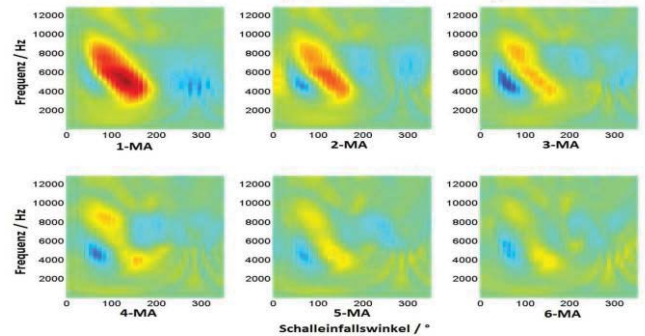 Frequenz / Hz
12000 12000 12000
10000 10000 10000
8000 8000 8000
6000 6000 6000
4000 4000 4000
2000 2000 2000
0 100 200 300 0 100 200 300 0 100 200 300
1-MA 2-MA 3-MA
Frequenz / Hz
12000 12000 12000
10000 10000 10000
8000 8000 8000
6000 6000 6000
4000 4000 4000
2000 2000 2000
0 100 200 300 0 100 200 300 0 100 200 300
4-MA 5-MA 6-MA
Schalleinfallswinkel / °